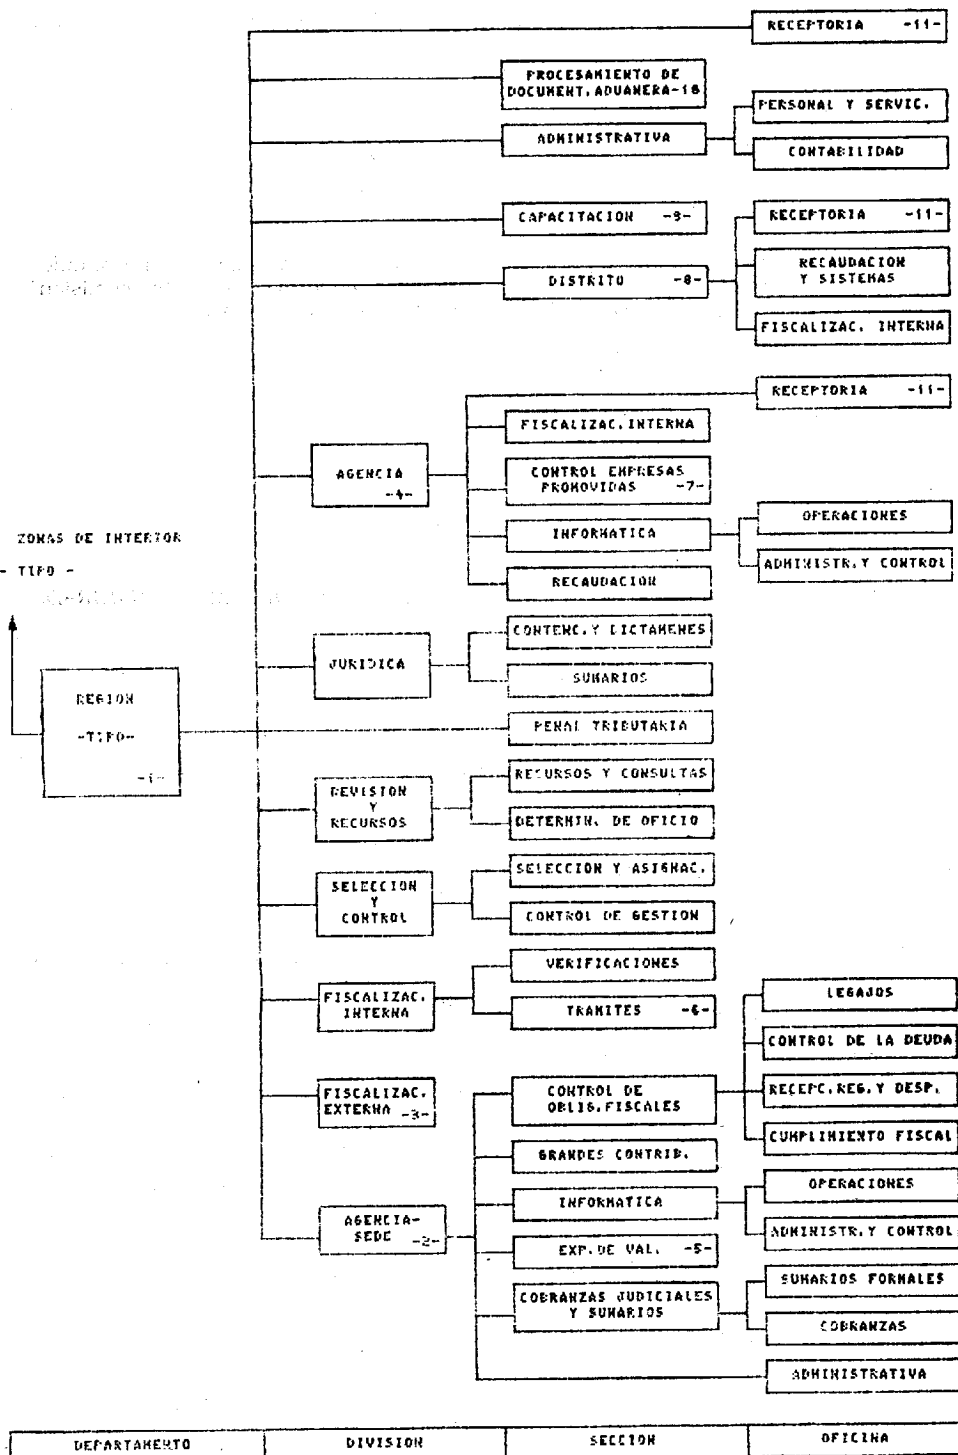 RECEPTORIA -11-
PROCESAMIENTO DE
DOCUMENT. ADUANERA-10
PERSONAL Y SERVIC.
ADMINISTRATIVA
CONTABILIDAD
CAPACITACION -9-
RECEPTORIA -11-
RECAUDACION
Y SISTEMAS
DISTRITO -8-
FISCALIZAC. INTERNA
RECEPTORIA -11-
FISCALIZAC. INTERNA
AGENCIA
-4-
CONTROL EMPRESAS
PROMOVIDAS -7-
OPERACIONES
INFORMATICA
ZONAS DE INTERIOR
- TIPO -
ADMINISTR. Y CONTROL
RECAUDACION
CONTENC. Y DICTAMENES
JURIDICA
SUMARIOS
REGION
-TIPO-
-1-
PENAL TRIBUTARIA
RECURSOS Y CONSULTAS
REVISION
Y
RECURSOS
DETERMIN. DE OFICIO
SELECCION Y ASIGNAC.
SELECCION
Y
CONTROL
CONTROL DE GESTION
VERIFICACIONES
FISCALIZAC.
INTERNA
TRAMITES -6-
LEGAJOS
CONTROL DE LA DEUDA
FISCALIZAC.
EXTERNA -3-
CONTROL DE
OBLIG. FISCALES
RECEPC. REG. Y DESP.
CUMPLIMIENTO FISCAL
GRANDES CONTRIB.
OPERACIONES
INFORMATICA
AGENCIA-
SEDE -2-
ADMINISTR. Y CONTROL
EXP. DE VAL. -5-
SUMARIOS FORMALES
COBRANZAS JUDICIALES
Y SUMARIOS
COBRANZAS
ADMINISTRATIVA
DEPARTAMENTO DIVISION SECCION OFICINA